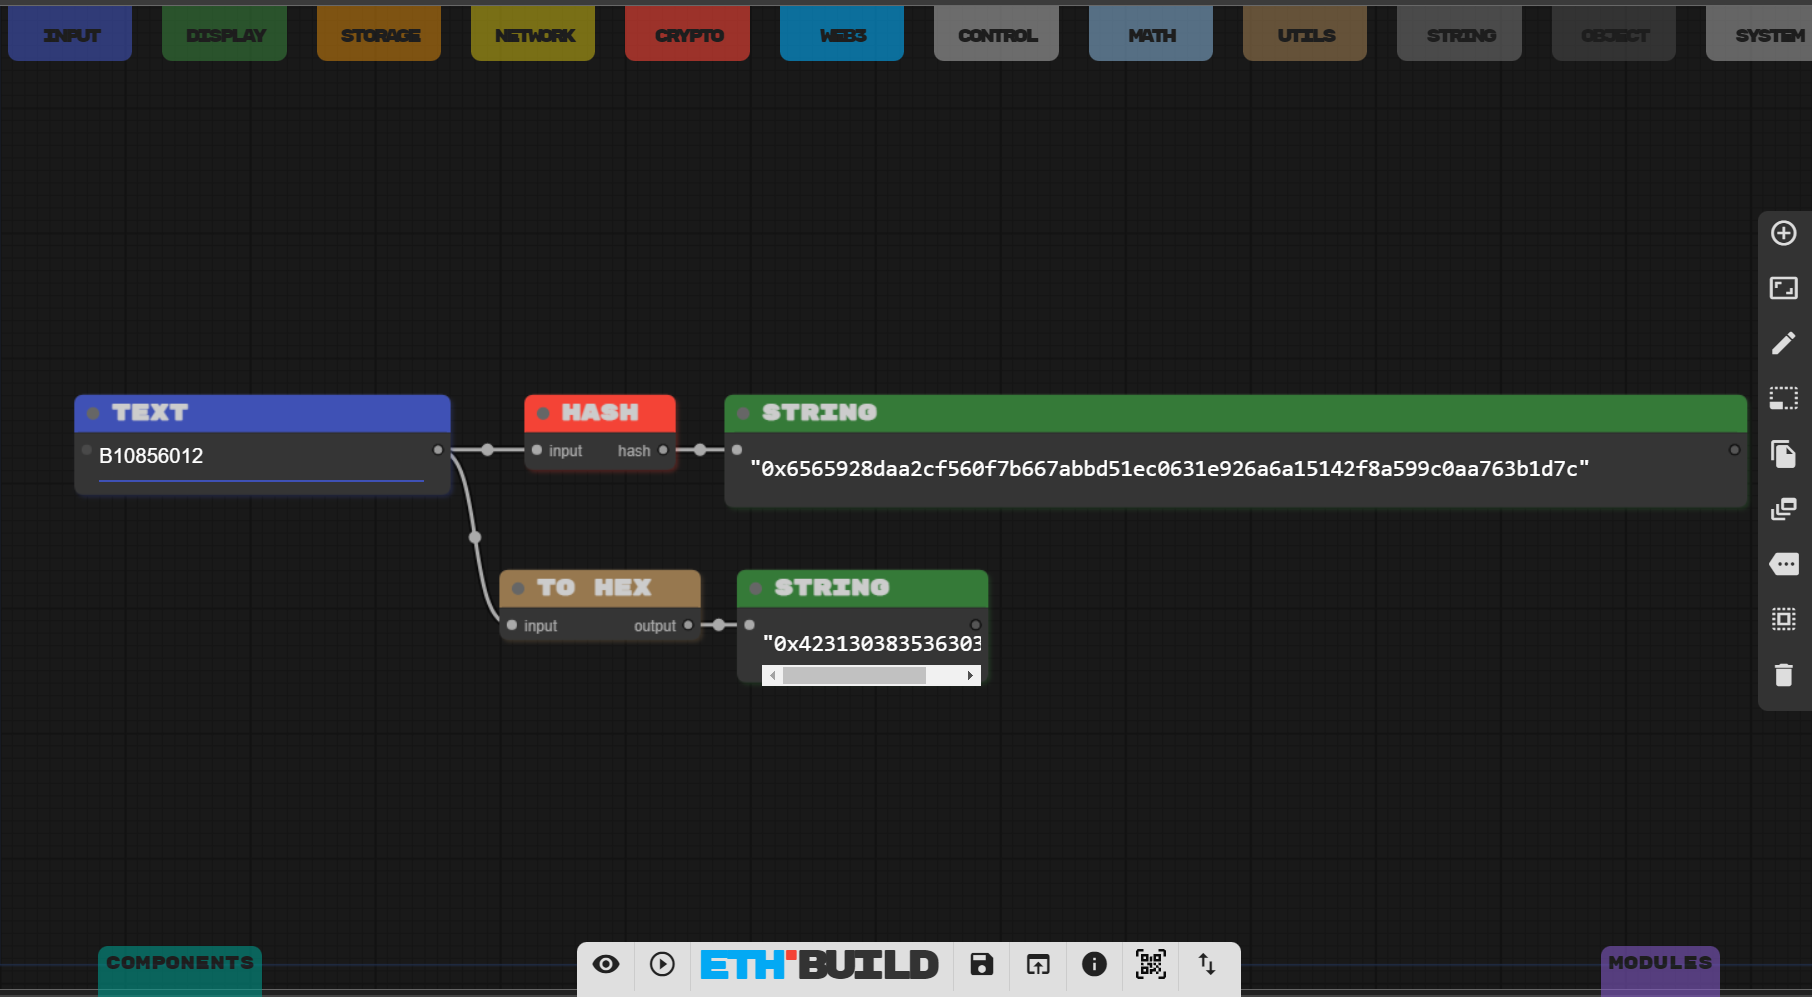 INPUT DISPLAY STORAGE NETWORK CRYPTO WEB3 CONTROL MATH UTILS STRING OBJECT SYSTEM
TEXT HASH STRING
B10856012 input hash "0x6565928daa2cf560f7b667abbd51ec0631e926a6a15142f8a599c0aa763b1d7c"
TO HEX STRING
input output "0x423130383536303
COMPONENTS ETH BUILD MODULES